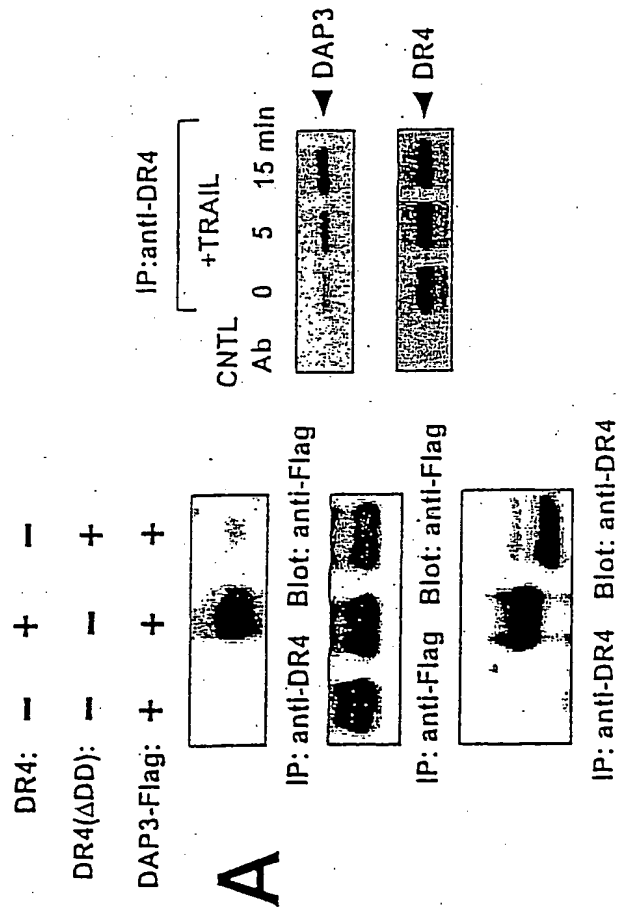 A
DR4: − + −
DR4(ΔDD): − − +
DAP3-Flag: + + +
IP: anti-DR4 Blot: anti-Flag
IP: anti-Flag Blot: anti-Flag
IP: anti-DR4 Blot: anti-DR4
IP:anti-DR4
CNTL +TRAIL
Ab 0 5 15 min
DAP3
DR4